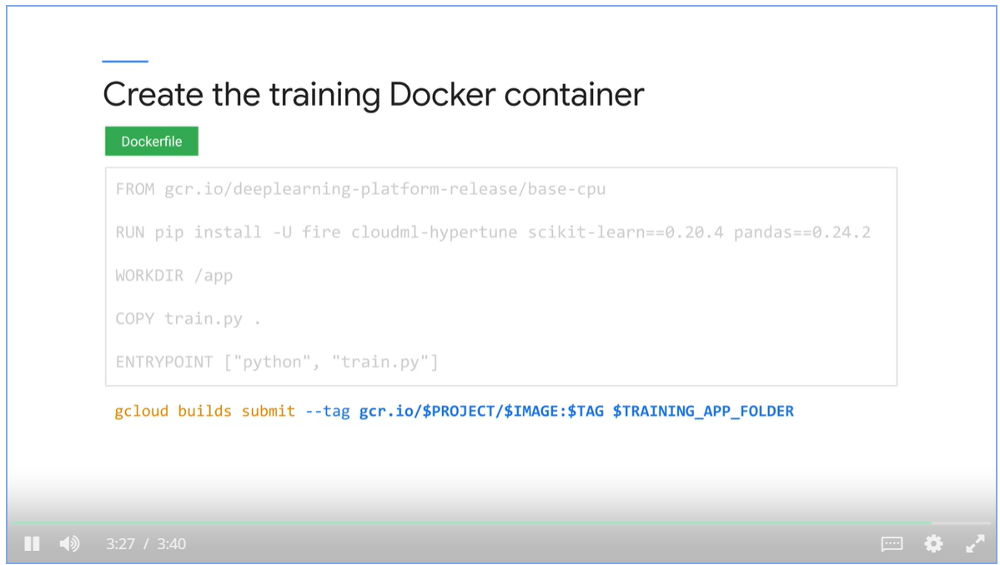 Create the training Docker container
Dockerfile
FROM gcr.io/deeplearning-platform-release/base-cpu
RUN pip install -U fire cloudml-hypertune scikit-learn==0.20.4 pandas==0.24.2
WORKDIR /app
COPY train.py .
ENTRYPOINT ["python", "train.py"]
gcloud builds submit --tag gcr.io/$PROJECT/$IMAGE:$TAG $TRAINING_APP_FOLDER
3:27 / 3:40